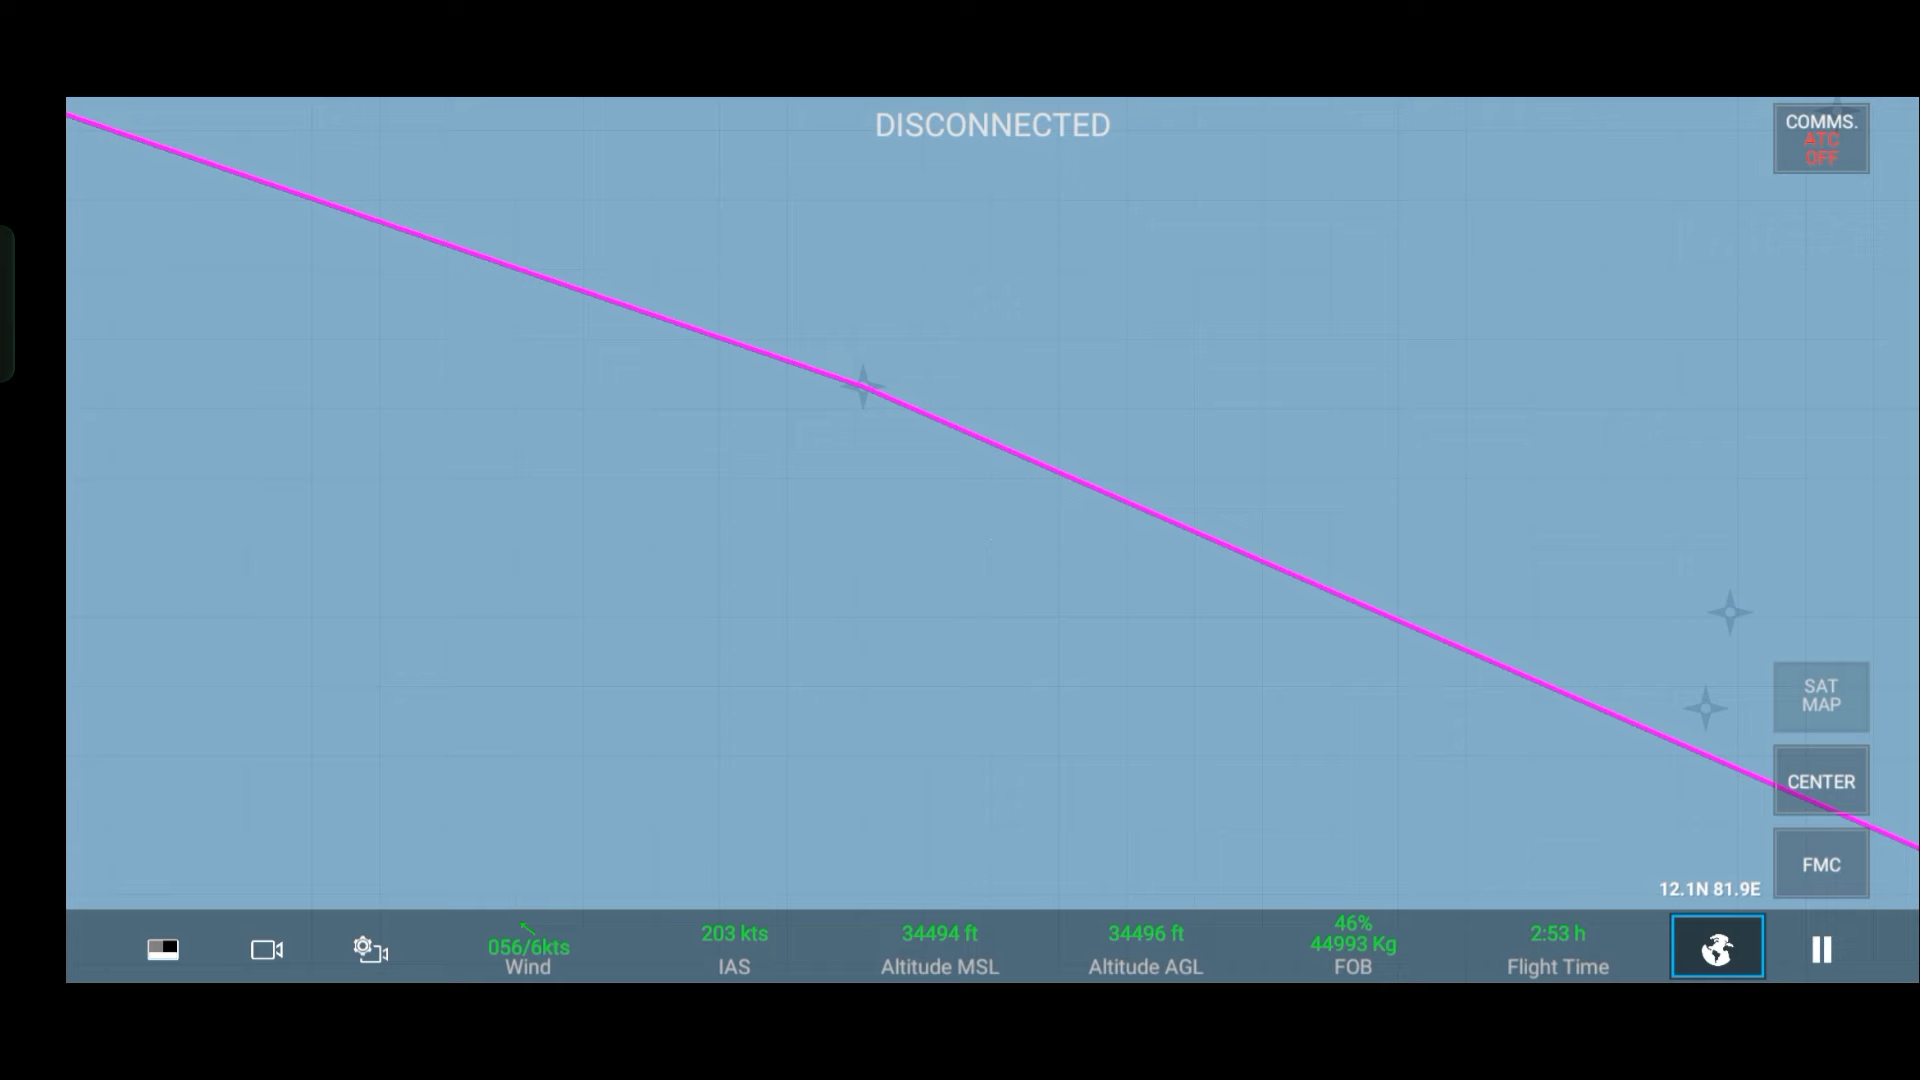 DISCONNECTED
COMMS.
ATC
OFF
SAT
MAP
CENTER
FMC
12.1N 81.9E
056/6kts
Wind
203 kts
IAS
34494 ft
Altitude MSL
34496 ft
Altitude AGL
46%
44993 Kg
FOB
2:53 h
Flight Time